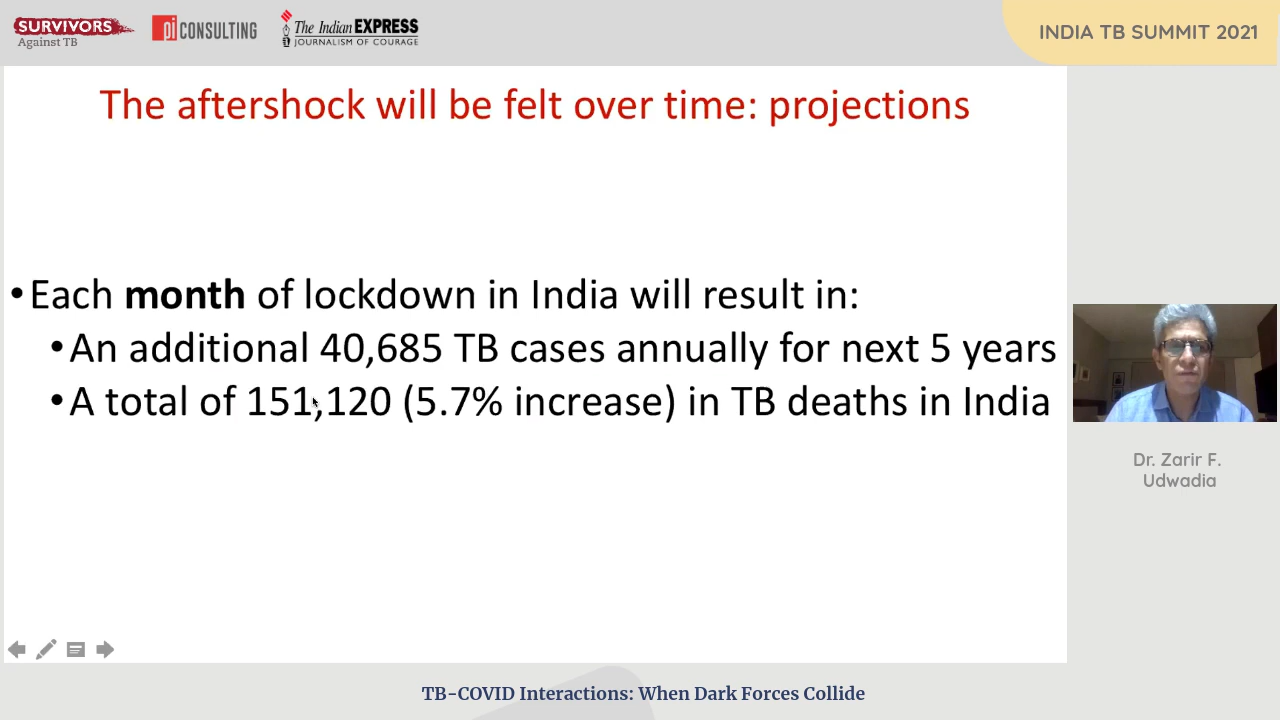 SURVIVORS
Against TB
pi CONSULTING
The Indian EXPRESS
JOURNALISM OF COURAGE
INDIA TB SUMMIT 2021
The aftershock will be felt over time: projections
•Each month of lockdown in India will result in:
•An additional 40,685 TB cases annually for next 5 years
•A total of 151,120 (5.7% increase) in TB deaths in India
Dr. Zarir F.
Udwadia
TB-COVID Interactions: When Dark Forces Collide